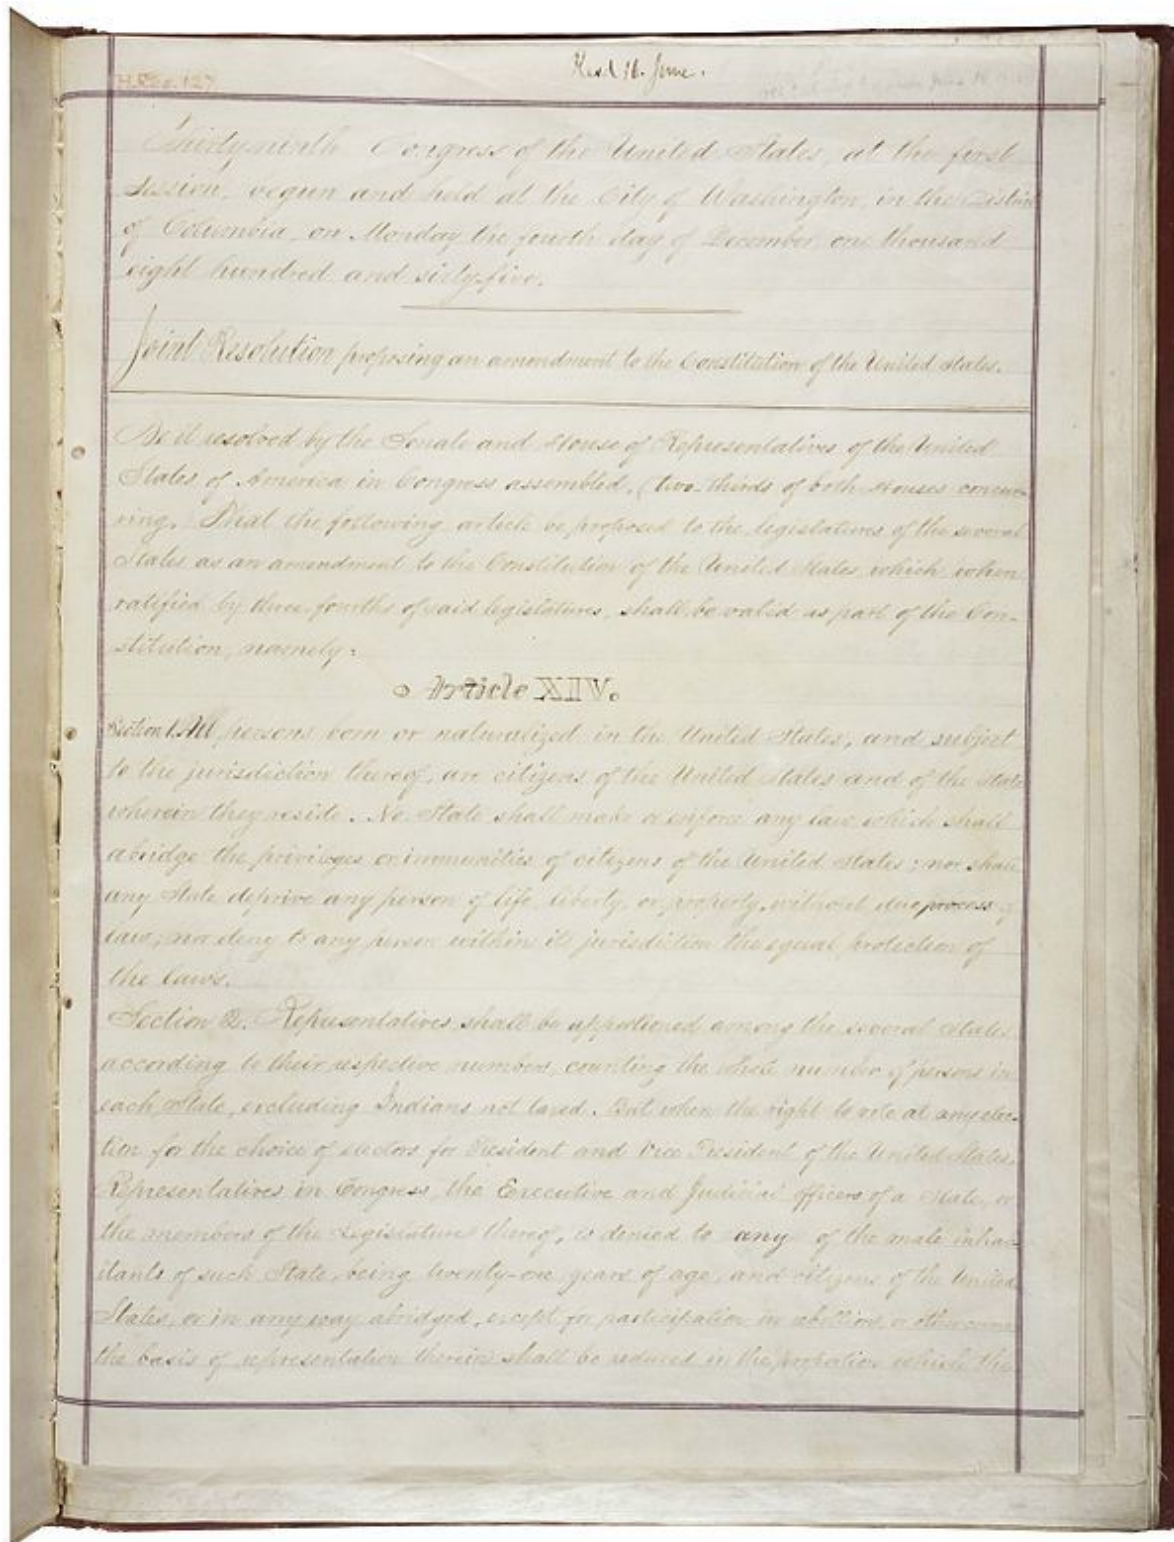 H.Res. 127
Recd 16. June.
Thirty-ninth Congress of the United States, at the first
Session, begun and held at the City of Washington, in the District
of Columbia, on Monday the fourth day of December, one thousand
eight hundred and sixty-five.
Joint Resolution proposing an amendment to the Constitution of the United States.
Be it resolved by the Senate and House of Representatives of the United
States of America in Congress assembled, (two-thirds of both Houses concur-
ring,) That the following article be proposed to the legislatures of the several
States as an amendment to the Constitution of the United States, which, when
ratified by three-fourths of said legislatures, shall be valid as part of the Con-
stitution, namely:
Article XIV.
Section 1. All persons born or naturalized in the United States, and subject
to the jurisdiction thereof, are citizens of the United States and of the State
wherein they reside. No State shall make or enforce any law which shall
abridge the privileges or immunities of citizens of the United States; nor shall
any State deprive any person of life, liberty, or property, without due process of
law; nor deny to any person within its jurisdiction the equal protection of
the laws.
Section 2. Representatives shall be apportioned among the several States
according to their respective numbers, counting the whole number of persons in
each State, excluding Indians not taxed. But when the right to vote at any elec-
tion for the choice of electors for President and Vice President of the United States,
Representatives in Congress, the Executive and Judicial officers of a State, or
the members of the Legislature thereof, is denied to any of the male inhab-
itants of such State, being twenty-one years of age, and citizens of the United
States, or in any way abridged, except for participation in rebellion, or other crime,
the basis of representation therein shall be reduced in the proportion which the